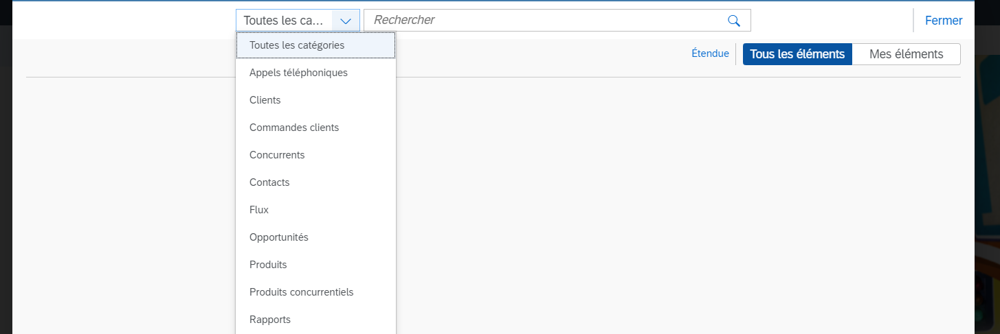 Toutes les ca...
Rechercher
Fermer
Toutes les catégories
Étendue
Tous les éléments
Mes éléments
Appels téléphoniques
Clients
Commandes clients
Concurrents
Contacts
Flux
Opportunités
Produits
Produits concurrentiels
Rapports